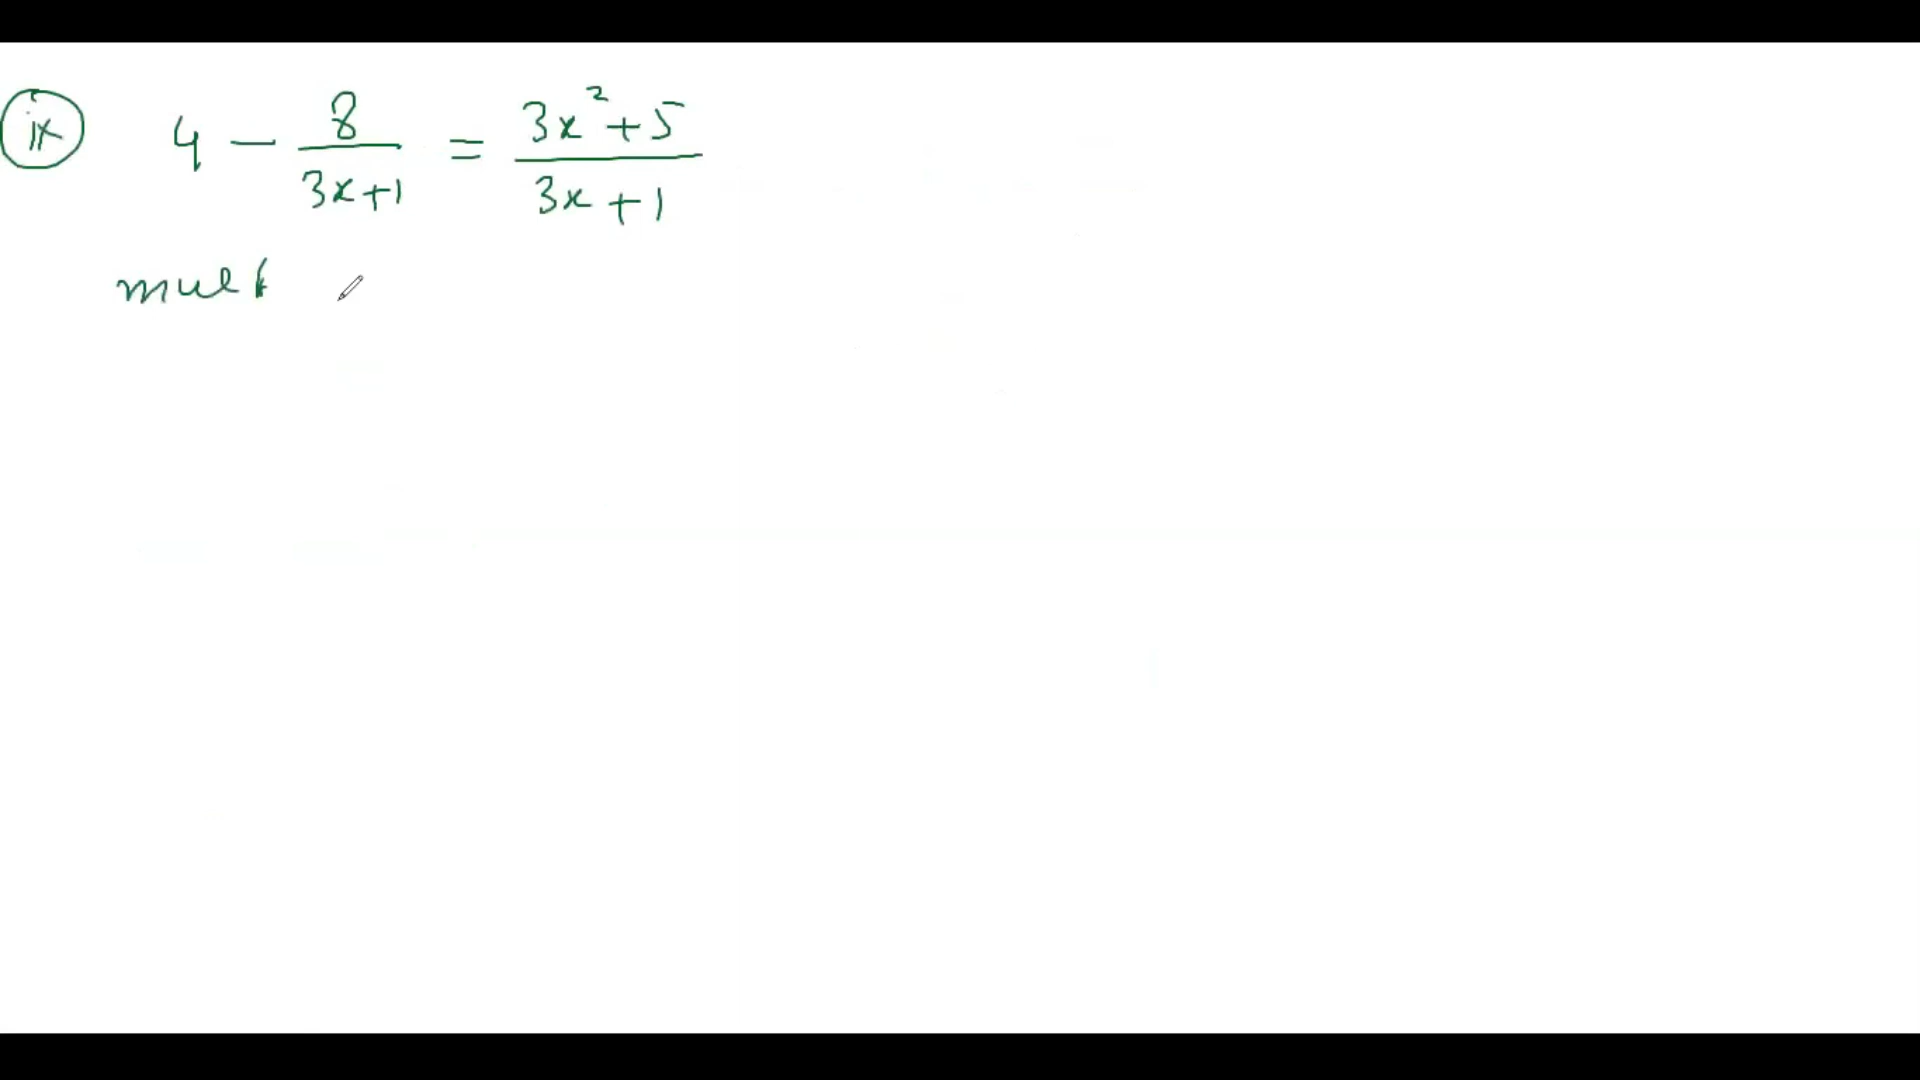 ix 4 - 8/(3x+1) = (3x²+5)/(3x+1)
mult